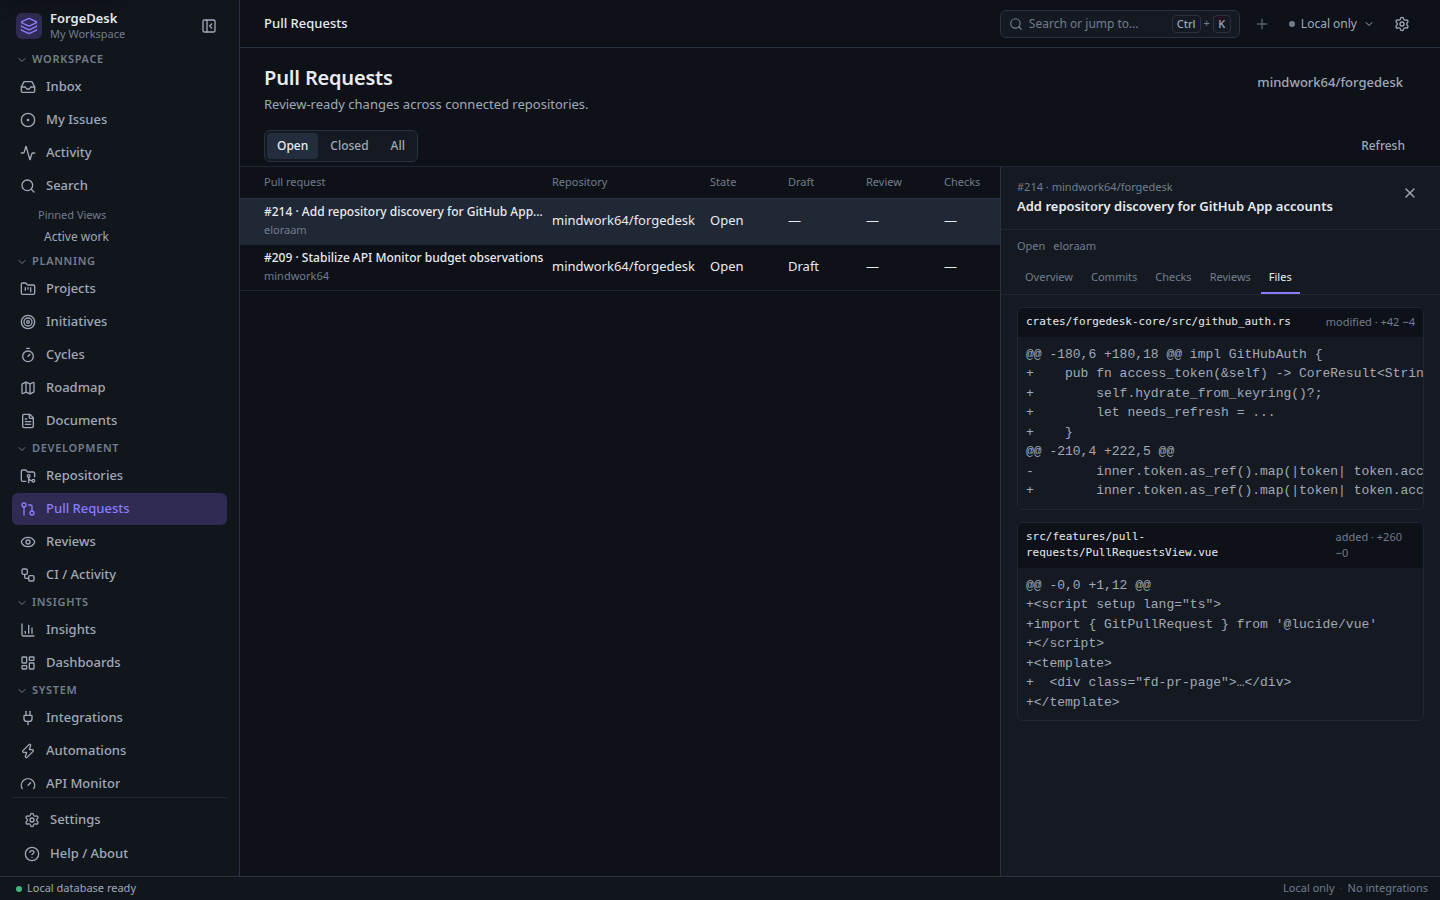 ForgeDesk
My Workspace
WORKSPACE
Inbox
My Issues
Activity
Search
Pinned Views
Active work
PLANNING
Projects
Initiatives
Cycles
Roadmap
Documents
DEVELOPMENT
Repositories
Pull Requests
Reviews
CI / Activity
INSIGHTS
Insights
Dashboards
SYSTEM
Integrations
Automations
API Monitor
Settings
Help / About
Pull Requests
Search or jump to... Ctrl + K
Local only
Pull Requests
Review-ready changes across connected repositories.
mindwork64/forgedesk
Open Closed All
Refresh
Pull request Repository State Draft Review Checks
#214 · Add repository discovery for GitHub App...
eloraam
mindwork64/forgedesk Open — — —
#209 · Stabilize API Monitor budget observations
mindwork64
mindwork64/forgedesk Open Draft — —
#214 · mindwork64/forgedesk
Add repository discovery for GitHub App accounts
Open eloraam
Overview Commits Checks Reviews Files
crates/forgedesk-core/src/github_auth.rs modified · +42 −4
@@ -180,6 +180,18 @@ impl GitHubAuth {
+    pub fn access_token(&self) -> CoreResult<Strin
+        self.hydrate_from_keyring()?;
+        let needs_refresh = ...
+    }
@@ -210,4 +222,5 @@
-        inner.token.as_ref().map(|token| token.acc
+        inner.token.as_ref().map(|token| token.acc
src/features/pull-
requests/PullRequestsView.vue
added · +260
−0
@@ -0,0 +1,12 @@
+<script setup lang="ts">
+import { GitPullRequest } from '@lucide/vue'
+</script>
+<template>
+  <div class="fd-pr-page">…</div>
+</template>
Local database ready
Local only · No integrations